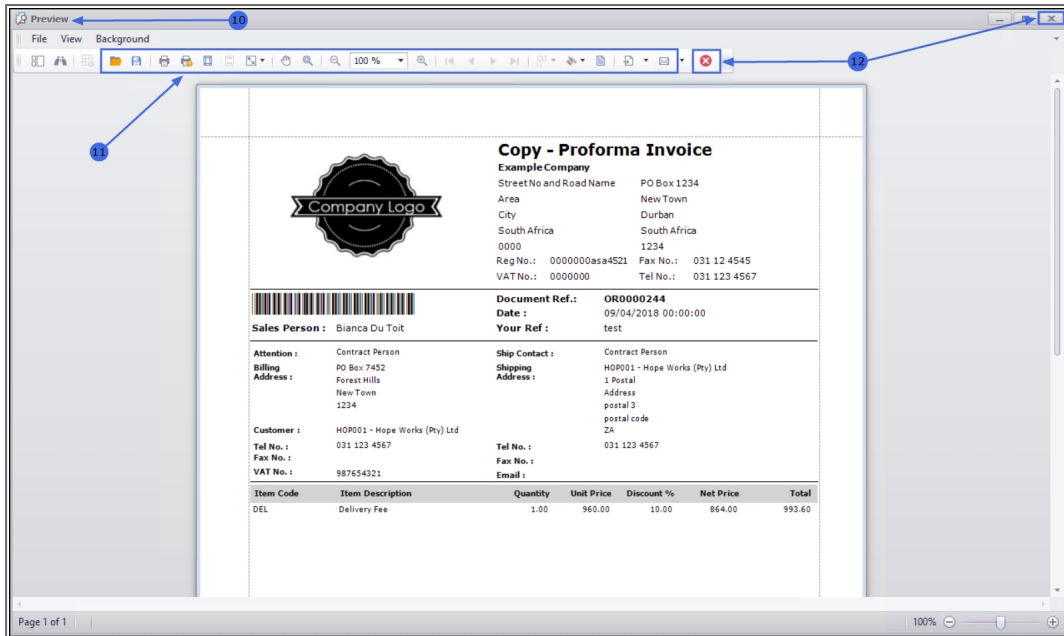 Preview
10
File View Background
100 %
12
11
Company Logo
Copy - Proforma Invoice
Example Company
Street No and Road Name PO Box 1234
Area New Town
City Durban
South Africa South Africa
0000 1234
Reg No.: 0000000asa4521 Fax No.: 031 12 4545
VAT No.: 0000000 Tel No.: 031 123 4567
Document Ref.: OR0000244
Date : 09/04/2018 00:00:00
Sales Person : Bianca Du Toit Your Ref : test
Attention : Contract Person Ship Contact : Contract Person
Billing Address : PO Box 7452 Shipping Address : HOP001 - Hope Works (Pty) Ltd
Forest Hills 1 Postal
New Town Address
1234 postal 3
postal code
Customer : HOP001 - Hope Works (Pty) Ltd ZA
Tel No. : 031 123 4567 Tel No. : 031 123 4567
Fax No. : Fax No. :
VAT No. : 987654321 Email :
Item Code Item Description Quantity Unit Price Discount % Net Price Total
DEL Delivery Fee 1.00 960.00 10.00 864.00 993.60
Page 1 of 1 100%